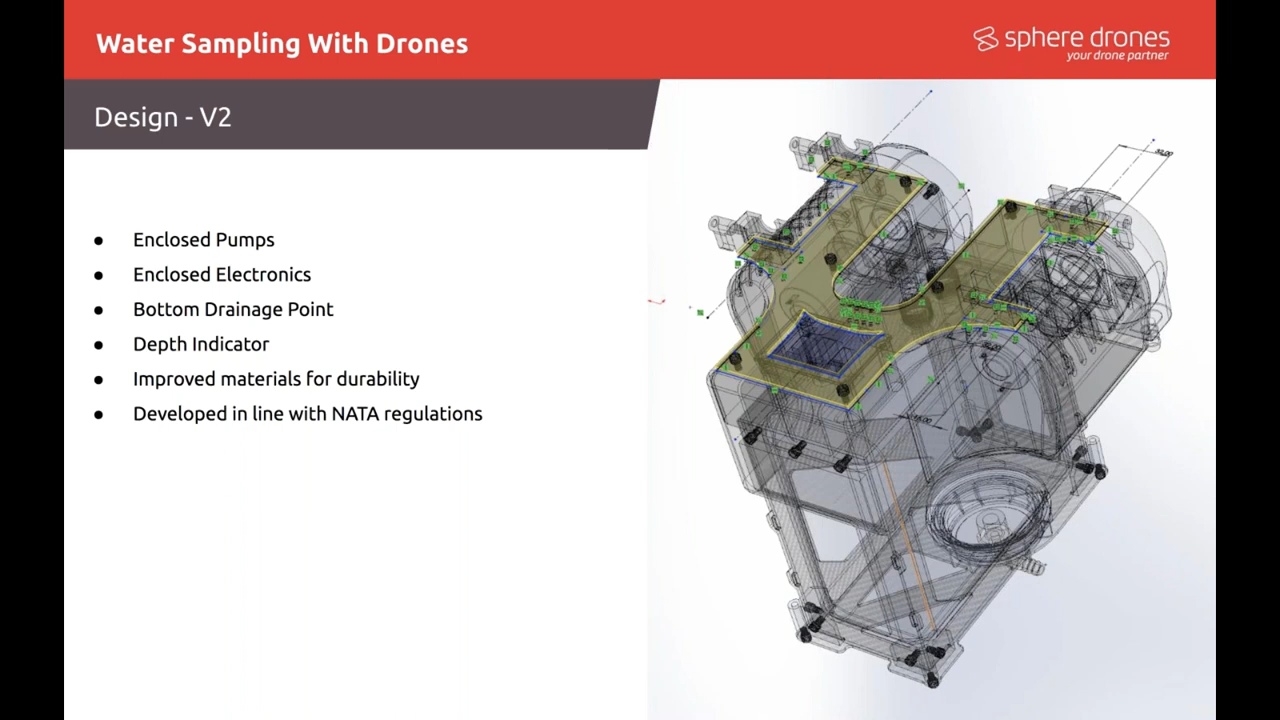 Water Sampling With Drones
sphere drones
your drone partner
Design - V2
● Enclosed Pumps
● Enclosed Electronics
● Bottom Drainage Point
● Depth Indicator
● Improved materials for durability
● Developed in line with NATA regulations